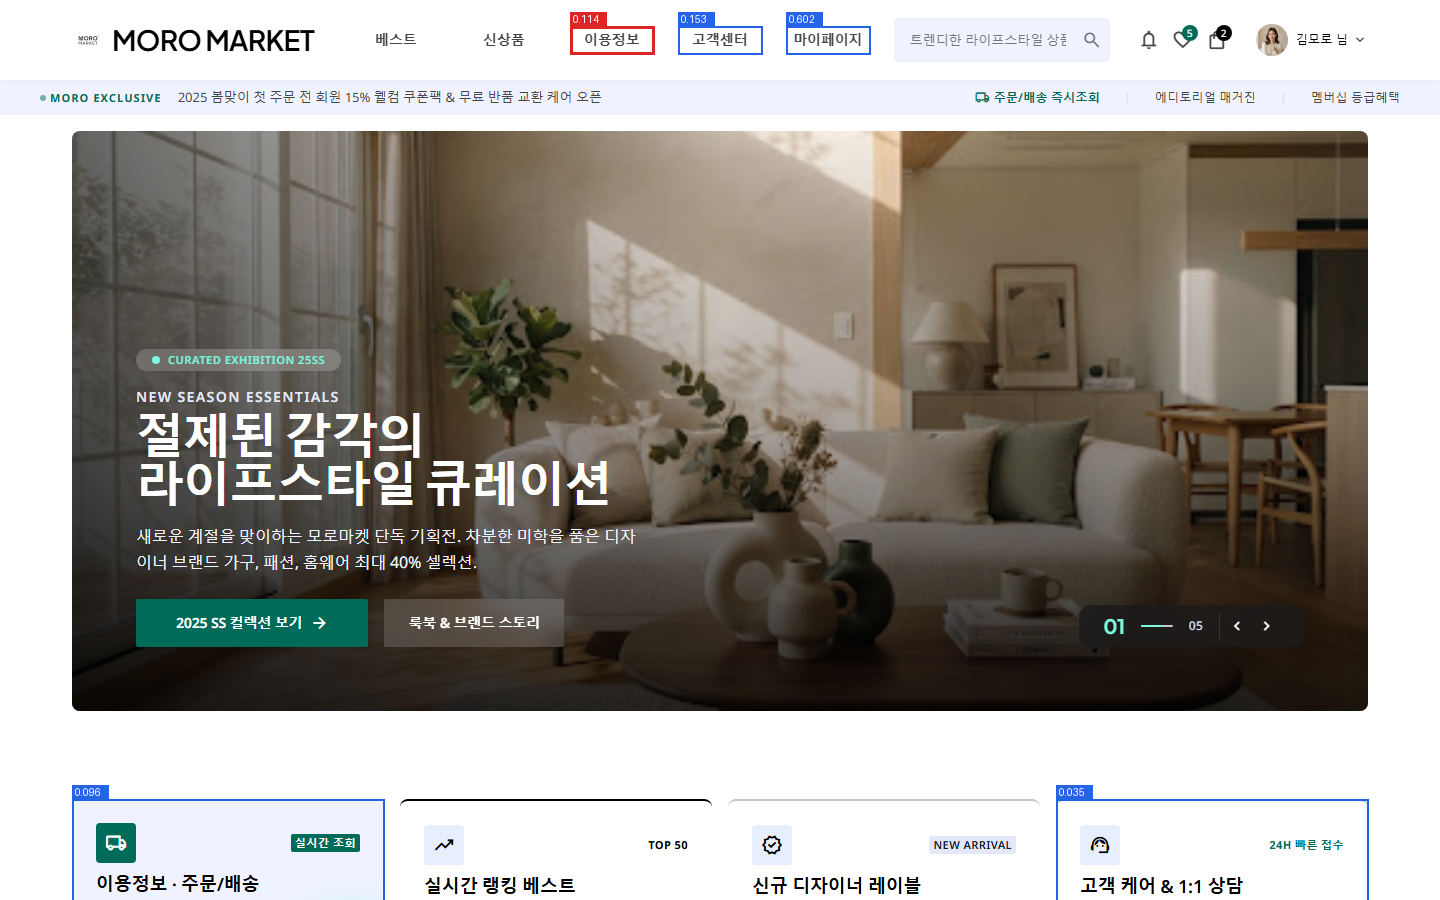 MORO MARKET
MORO MARKET
베스트
신상품
0.114
이용정보
0.153
고객센터
0.602
마이페이지
트렌디한 라이프스타일 상품
5
2
김모로 님
MORO EXCLUSIVE
2025 봄맞이 첫 주문 전 회원 15% 웰컴 쿠폰팩 & 무료 반품 교환 케어 오픈
주문/배송 즉시조회
에디토리얼 매거진
멤버십 등급혜택
CURATED EXHIBITION 25SS
NEW SEASON ESSENTIALS
절제된 감각의
라이프스타일 큐레이션
새로운 계절을 맞이하는 모로마켓 단독 기획전. 차분한 미학을 품은 디자
이너 브랜드 가구, 패션, 홈웨어 최대 40% 셀렉션.
2025 SS 컬렉션 보기
룩북 & 브랜드 스토리
01
05
0.096
실시간 조회
이용정보 · 주문/배송
TOP 50
실시간 랭킹 베스트
NEW ARRIVAL
신규 디자이너 레이블
0.035
24H 빠른 접수
고객 케어 & 1:1 상담